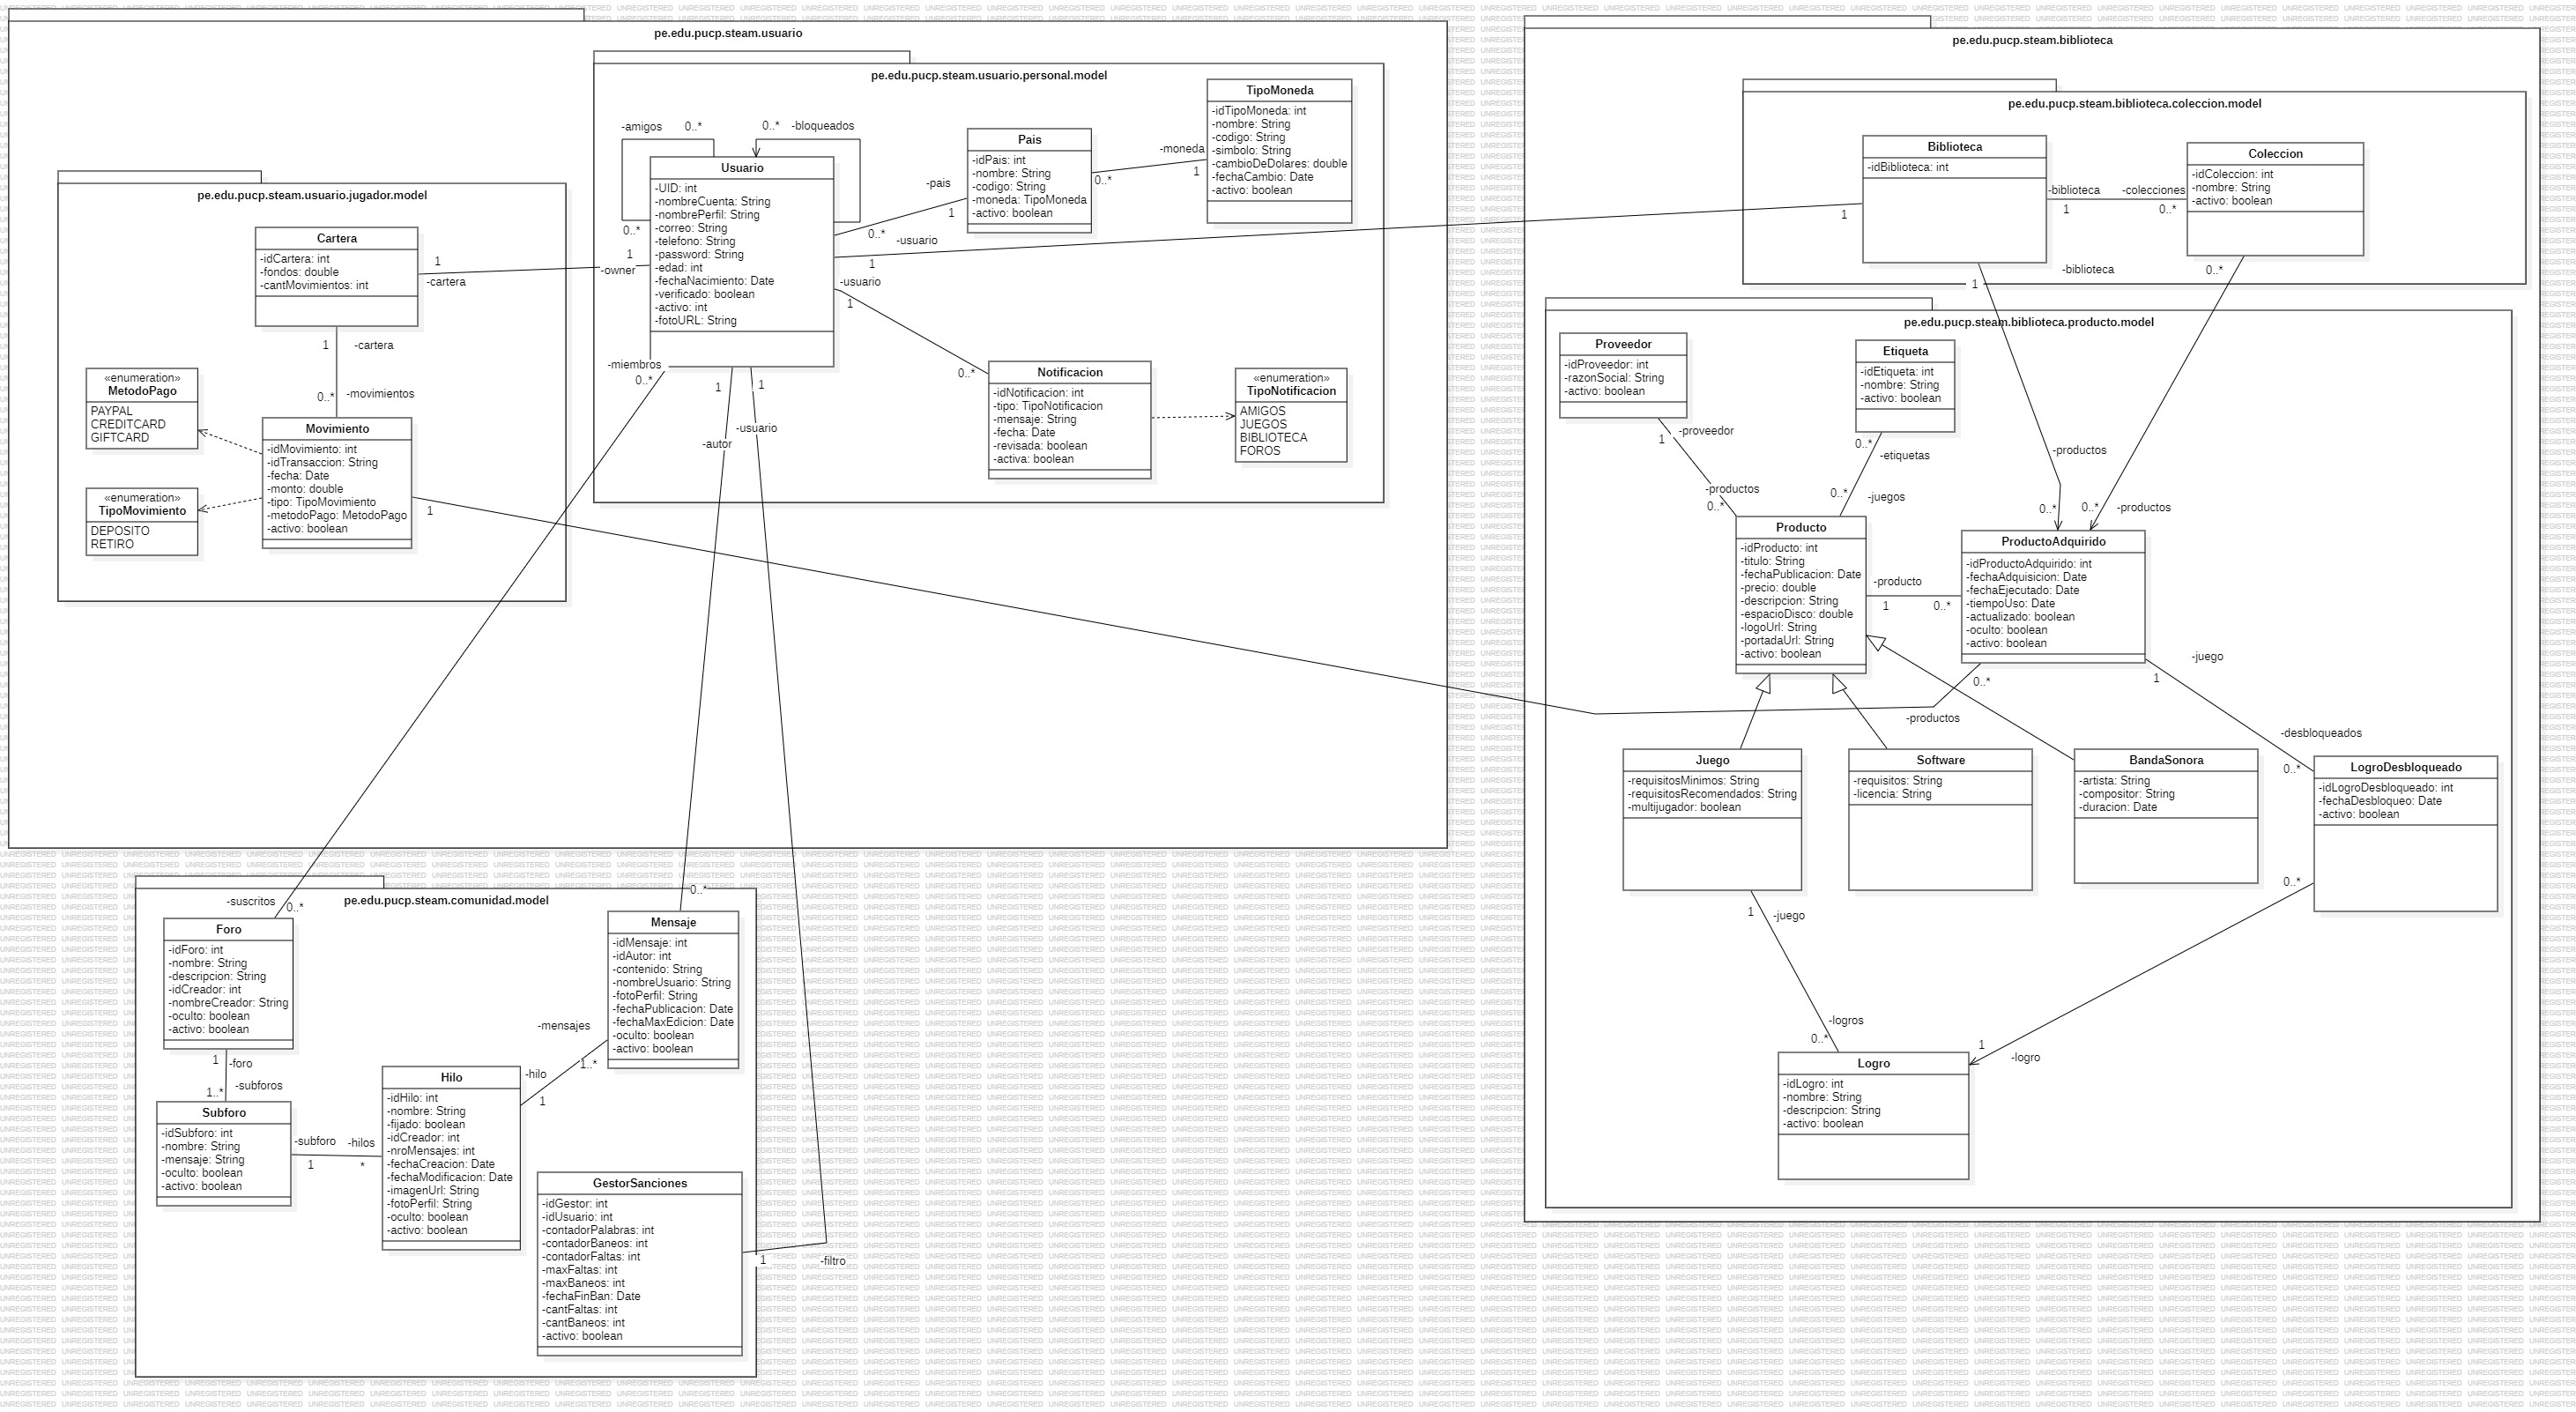 pe.edu.pucp.steam.usuario
pe.edu.pucp.steam.usuario.jugador.model
Cartera
-idCartera: int
-fondos: double
-cantMovimientos: int
1
-cartera
1
-owner
1
-cartera
0..*
-movimientos
«enumeration»
MetodoPago
PAYPAL
CREDITCARD
GIFTCARD
«enumeration»
TipoMovimiento
DEPOSITO
RETIRO
Movimiento
-idMovimiento: int
-idTransaccion: String
-fecha: Date
-monto: double
-tipo: TipoMovimiento
-metodoPago: MetodoPago
-activo: boolean
1
pe.edu.pucp.steam.usuario.personal.model
-amigos
0..*
0..*
-bloqueados
0..*
Usuario
-UID: int
-nombreCuenta: String
-nombrePerfil: String
-correo: String
-telefono: String
-password: String
-edad: int
-fechaNacimiento: Date
-verificado: boolean
-activo: int
-fotoURL: String
-pais
1
0..*
-usuario
1
-usuario
1
0..*
-miembros
0..*
1
1
-autor
-usuario
Pais
-idPais: int
-nombre: String
-codigo: String
-moneda: TipoMoneda
-activo: boolean
0..*
-moneda
1
TipoMoneda
-idTipoMoneda: int
-nombre: String
-codigo: String
-simbolo: String
-cambioDeDolares: double
-fechaCambio: Date
-activo: boolean
Notificacion
-idNotificacion: int
-tipo: TipoNotificacion
-mensaje: String
-fecha: Date
-revisada: boolean
-activa: boolean
«enumeration»
TipoNotificacion
AMIGOS
JUEGOS
BIBLIOTECA
FOROS
pe.edu.pucp.steam.comunidad.model
-suscritos
0..*
0..*
Foro
-idForo: int
-nombre: String
-descripcion: String
-idCreador: int
-nombreCreador: String
-oculto: boolean
-activo: boolean
1
-foro
1..*
-subforos
Subforo
-idSubforo: int
-nombre: String
-mensaje: String
-oculto: boolean
-activo: boolean
-subforo
1
-hilos
*
Hilo
-idHilo: int
-nombre: String
-fijado: boolean
-idCreador: int
-nroMensajes: int
-fechaCreacion: Date
-fechaModificacion: Date
-imagenUrl: String
-fotoPerfil: String
-oculto: boolean
-activo: boolean
-hilo
1
-mensajes
1..*
Mensaje
-idMensaje: int
-idAutor: int
-contenido: String
-nombreUsuario: String
-fotoPerfil: String
-fechaPublicacion: Date
-fechaMaxEdicion: Date
-oculto: boolean
-activo: boolean
GestorSanciones
-idGestor: int
-idUsuario: int
-contadorPalabras: int
-contadorBaneos: int
-contadorFaltas: int
-maxFaltas: int
-maxBaneos: int
-fechaFinBan: Date
-cantFaltas: int
-cantBaneos: int
-activo: boolean
1
-filtro
pe.edu.pucp.steam.biblioteca
pe.edu.pucp.steam.biblioteca.coleccion.model
1
Biblioteca
-idBiblioteca: int
-biblioteca
1
-colecciones
0..*
Coleccion
-idColeccion: int
-nombre: String
-activo: boolean
-biblioteca
1
0..*
pe.edu.pucp.steam.biblioteca.producto.model
Proveedor
-idProveedor: int
-razonSocial: String
-activo: boolean
1
-proveedor
-productos
0..*
Etiqueta
-idEtiqueta: int
-nombre: String
-activo: boolean
0..*
-etiquetas
0..*
-juegos
-productos
0..*
0..*
-productos
Producto
-idProducto: int
-titulo: String
-fechaPublicacion: Date
-precio: double
-descripcion: String
-espacioDisco: double
-logoUrl: String
-portadaUrl: String
-activo: boolean
-producto
1
0..*
ProductoAdquirido
-idProductoAdquirido: int
-fechaAdquisicion: Date
-fechaEjecutado: Date
-tiempoUso: Date
-actualizado: boolean
-oculto: boolean
-activo: boolean
0..*
-productos
-juego
1
-desbloqueados
0..*
Juego
-requisitosMinimos: String
-requisitosRecomendados: String
-multijugador: boolean
Software
-requisitos: String
-licencia: String
BandaSonora
-artista: String
-compositor: String
-duracion: Date
LogroDesbloqueado
-idLogroDesbloqueado: int
-fechaDesbloqueo: Date
-activo: boolean
0..*
1
-juego
-logros
0..*
1
-logro
Logro
-idLogro: int
-nombre: String
-descripcion: String
-activo: boolean
UNREGISTERED